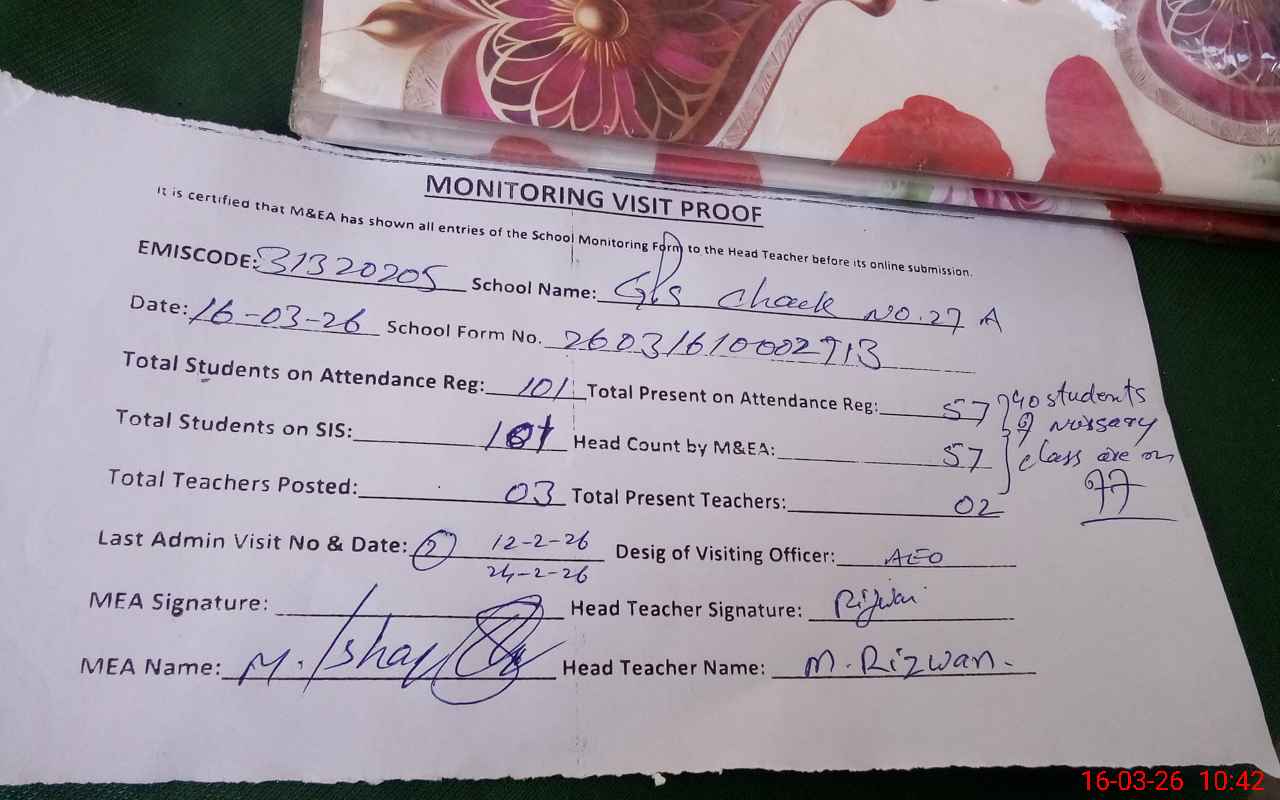 MONITORING VISIT PROOF
It is certified that M&EA has shown all entries of the School Monitoring Form to the Head Teacher before its online submission.
EMISCODE: 31320205 School Name: GPS Chack NO. 27 A
Date: 16-03-26 School Form No. 26031610002913
Total Students on Attendance Reg: 101 Total Present on Attendance Reg: 57
Total Students on SIS: 101 Head Count by M&EA: 57
40 students
of nursary
class are on
Total Teachers Posted: 03 Total Present Teachers: 02
Last Admin Visit No & Date: 2 12-2-26
24-2-26
Desig of Visiting Officer: AEO
MEA Signature: Head Teacher Signature: Rizwan
MEA Name: M. Ishaq Head Teacher Name: M. Rizwan.
16-03-26 10:42